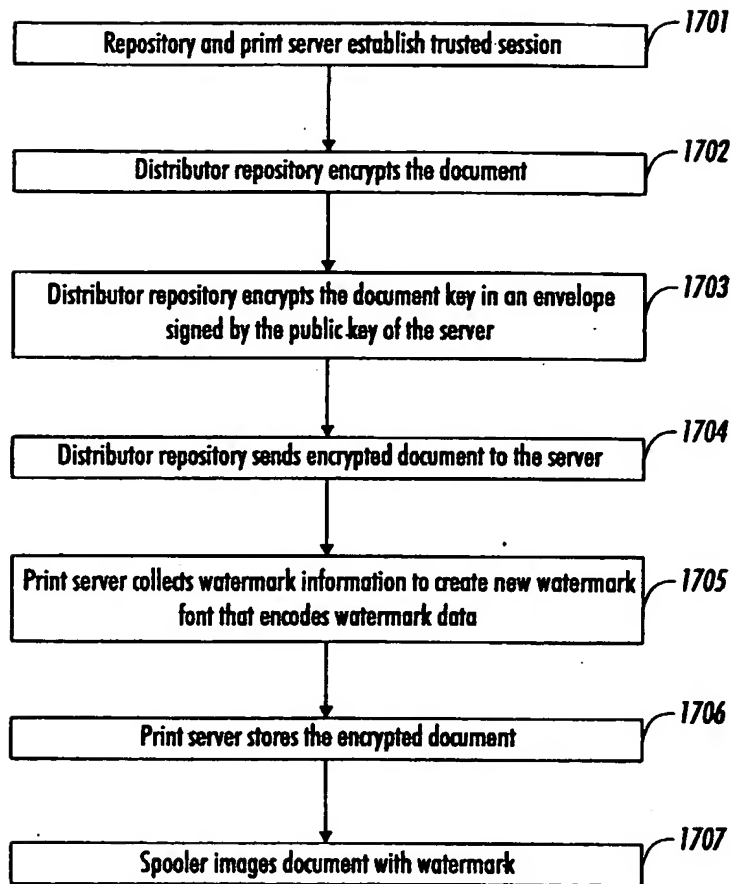 1701
Repository and print server establish trusted session
1702
Distributor repository encrypts the document
1703
Distributor repository encrypts the document key in an envelope
signed by the public key of the server
1704
Distributor repository sends encrypted document to the server
1705
Print server collects watermark information to create new watermark
font that encodes watermark data
1706
Print server stores the encrypted document
1707
Spooler images document with watermark